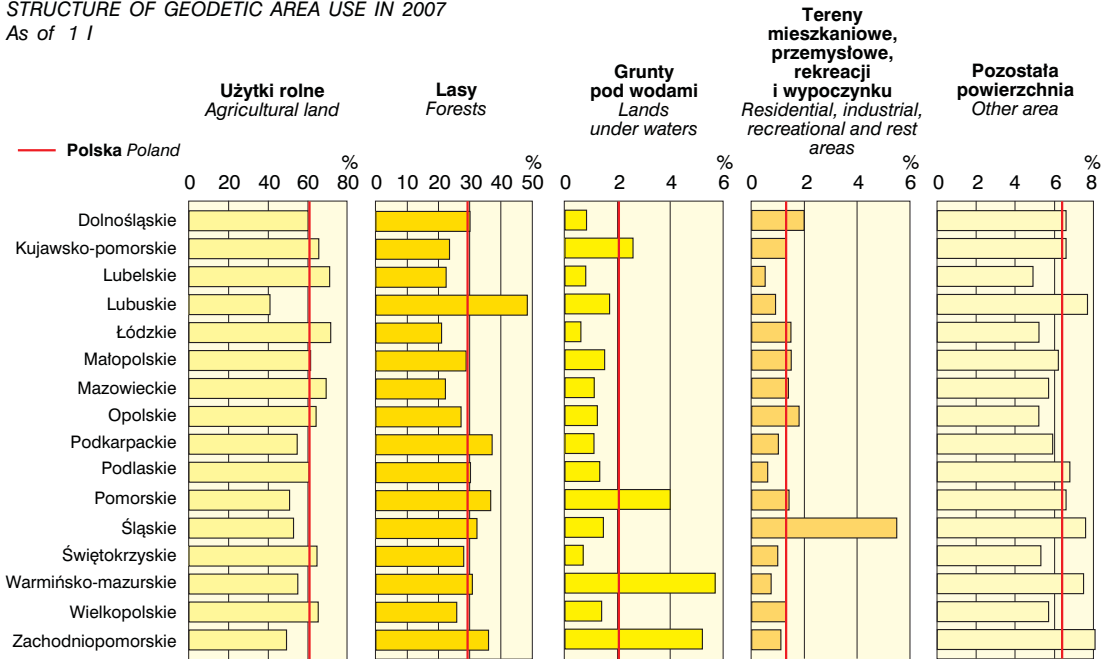 STRUCTURE OF GEODETIC AREA USE IN 2007
As of 1 I
Użytki rolne
Agricultural land
Lasy
Forests
Grunty
pod wodami
Lands
under waters
Tereny
mieszkaniowe,
przemysłowe,
rekreacji
i wypoczynku
Residential, industrial,
recreational and rest
areas
Pozostała
powierzchnia
Other area
Polska Poland
% % % % %
0 20 40 60 80 0 10 20 30 40 50 0 2 4 6 0 2 4 6 0 2 4 6 8
Dolnośląskie
Kujawsko-pomorskie
Lubelskie
Lubuskie
Łódzkie
Małopolskie
Mazowieckie
Opolskie
Podkarpackie
Podlaskie
Pomorskie
Śląskie
Świętokrzyskie
Warmińsko-mazurskie
Wielkopolskie
Zachodniopomorskie